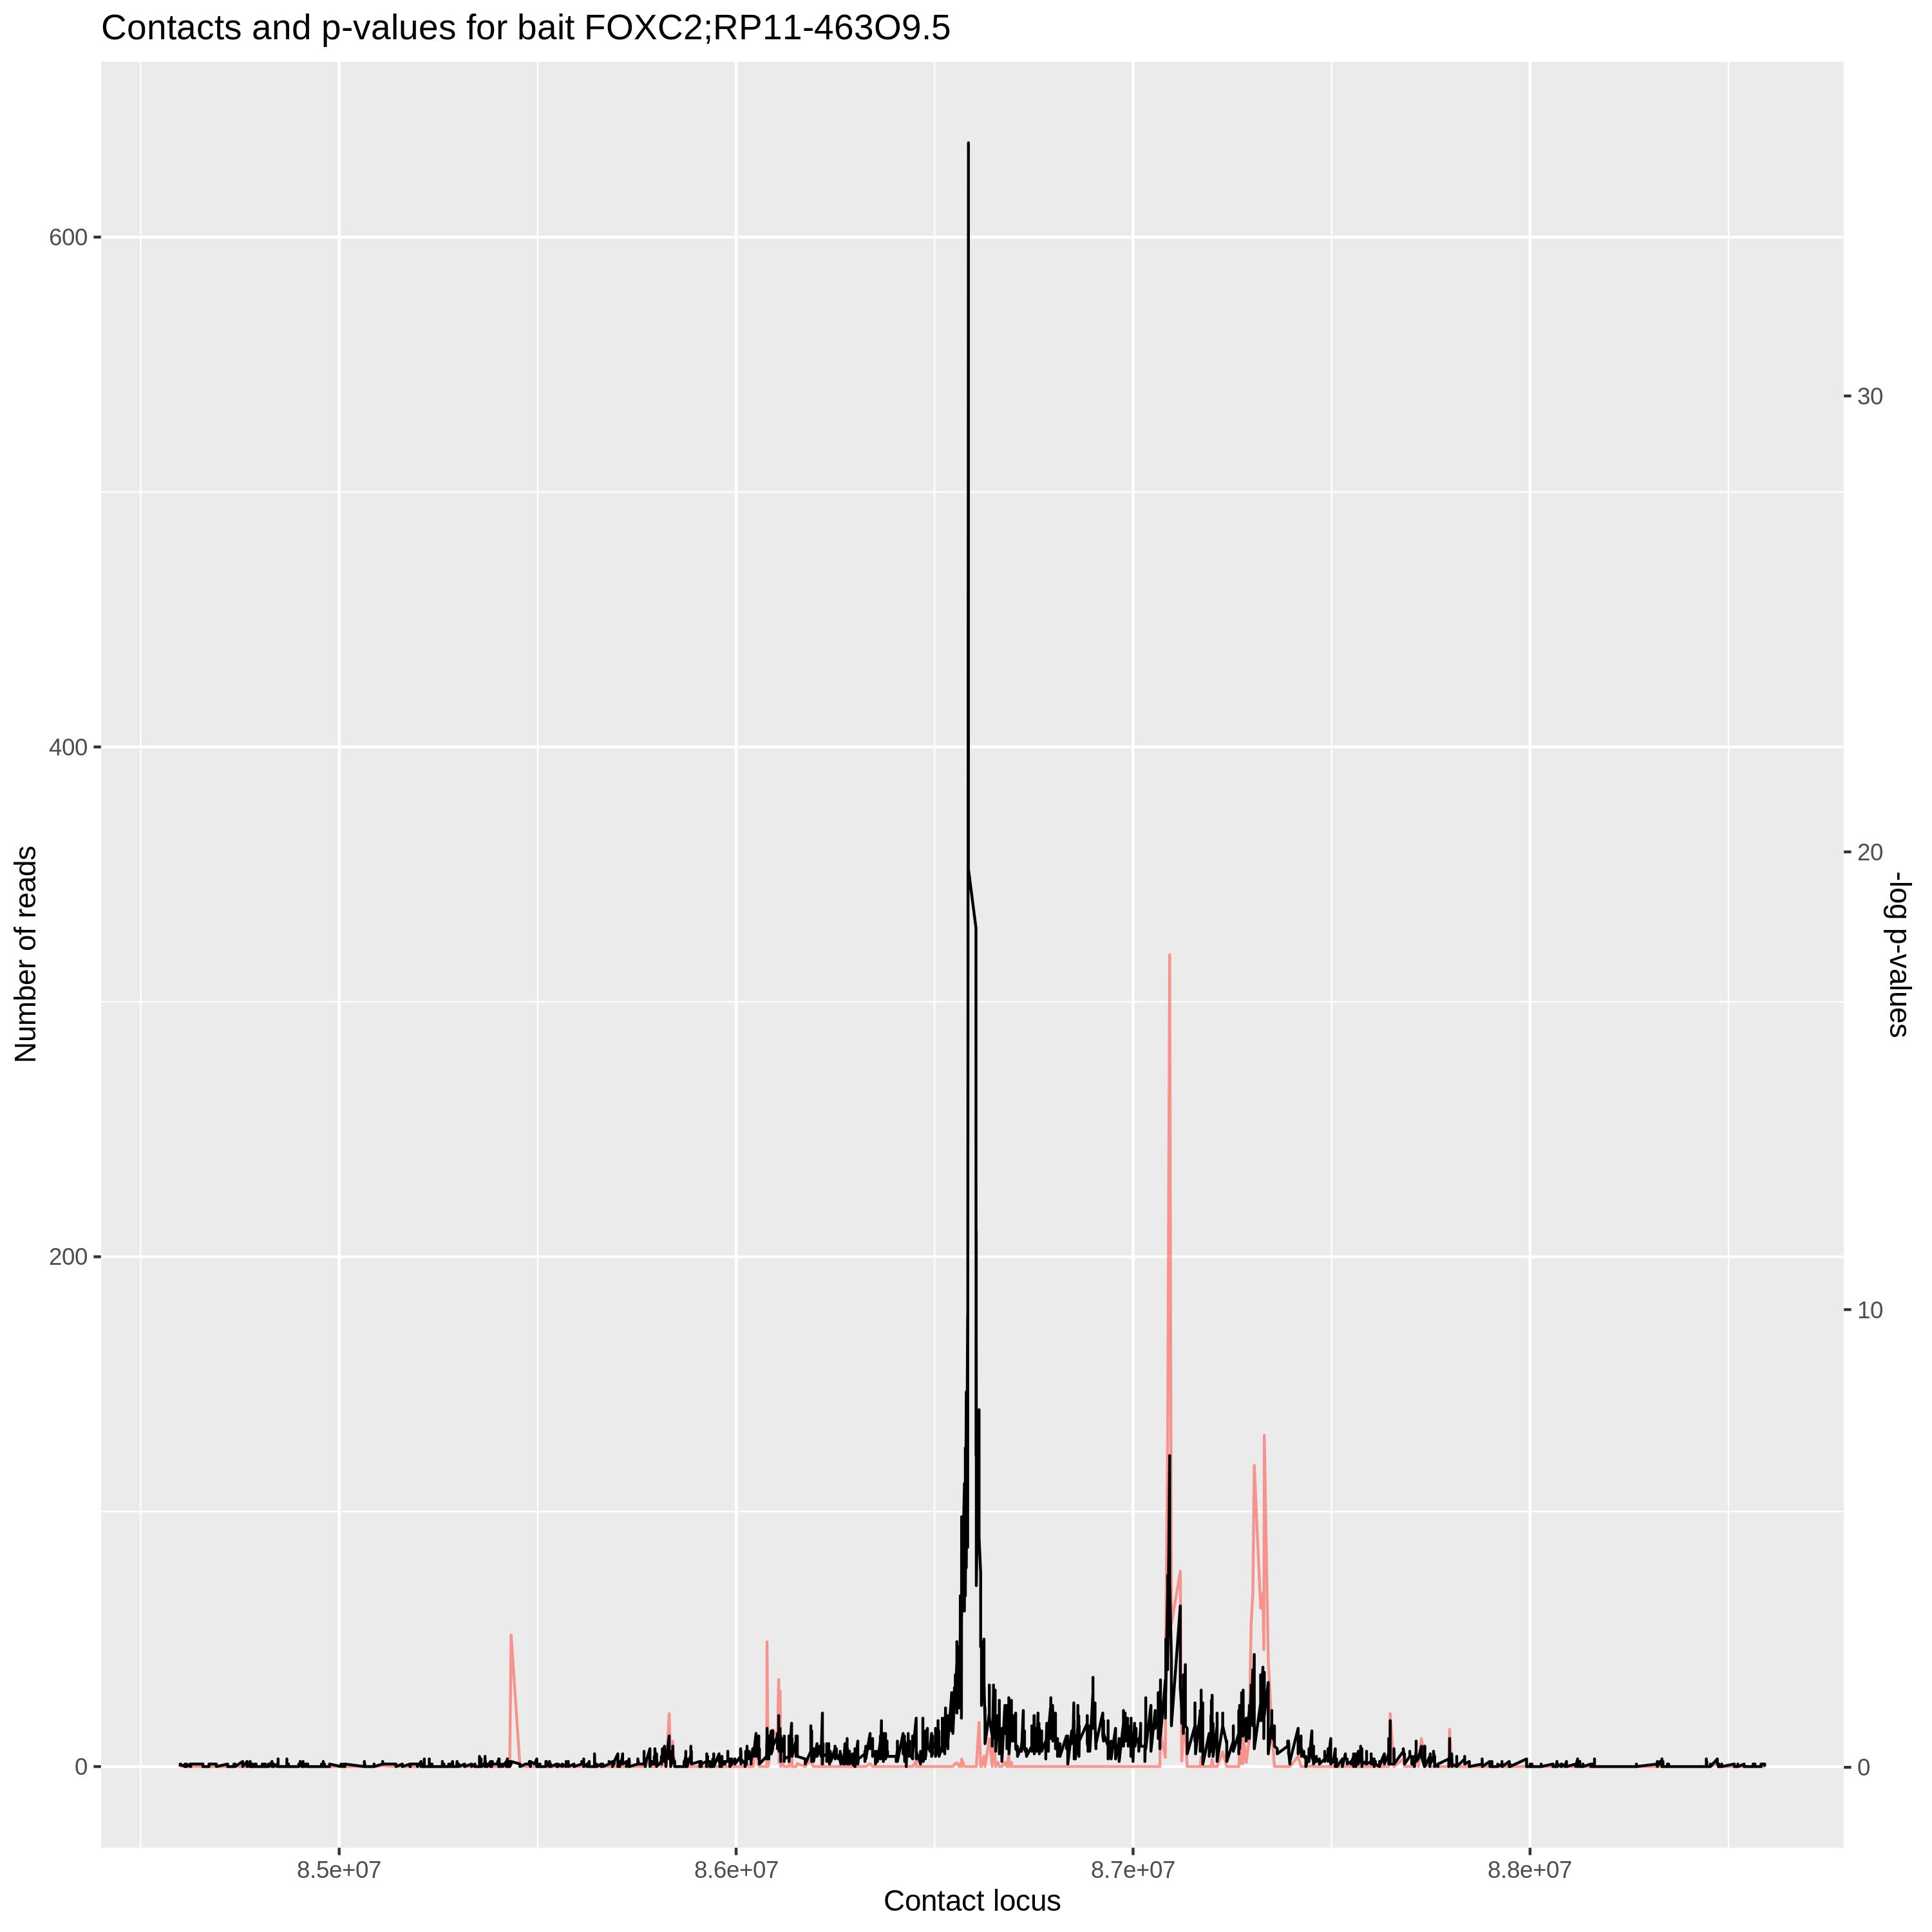 Contacts and p-values for bait FOXC2;RP11-463O9.5
600
400
200
0
30
20
10
0
Number of reads
-log p-values
8.5e+07
8.6e+07
8.7e+07
8.8e+07
Contact locus